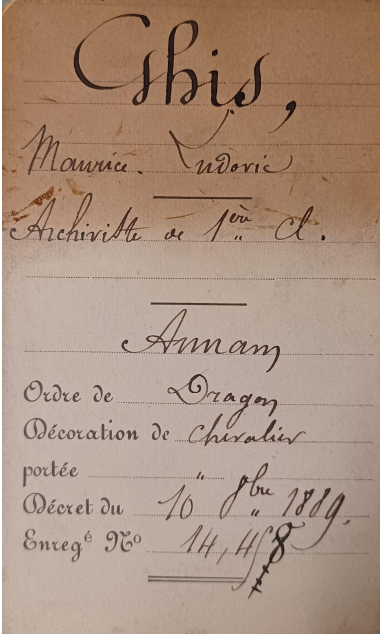 Ghis,
Maurice. Ludovic
Archiviste de 1ère Cl.
Annam
Ordre de Dragon
Décoration de Chevalier
portée "
Décret du 10 8bre 1889.
Enregé No 14,458